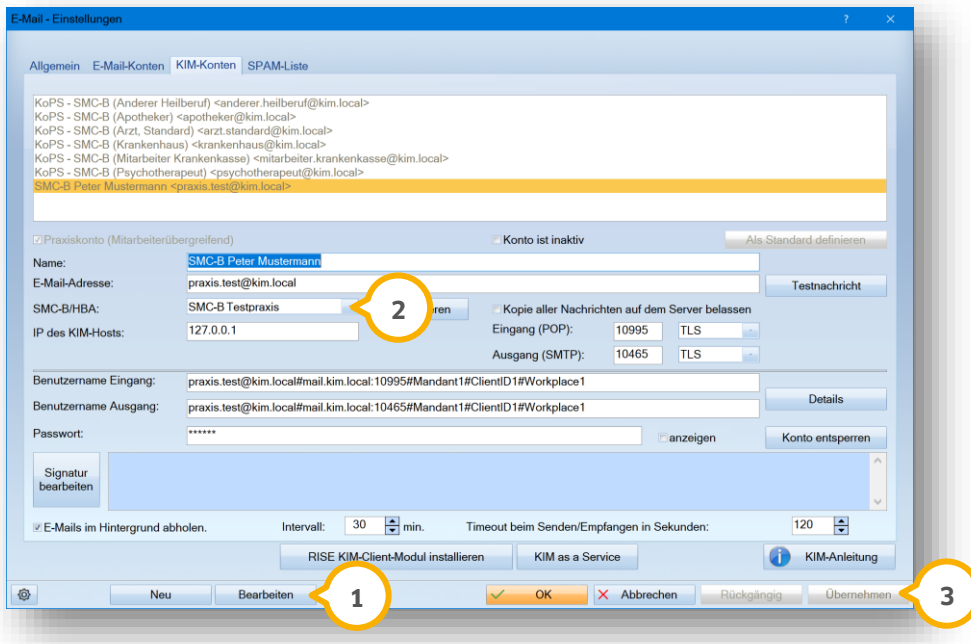 E-Mail - Einstellungen ? ×
Allgemein E-Mail-Konten KIM-Konten SPAM-Liste
KoPS - SMC-B (Anderer Heilberuf) <anderer.heilberuf@kim.local>
KoPS - SMC-B (Apotheker) <apotheker@kim.local>
KoPS - SMC-B (Arzt, Standard) <arzt.standard@kim.local>
KoPS - SMC-B (Krankenhaus) <krankenhaus@kim.local>
KoPS - SMC-B (Mitarbeiter Krankenkasse) <mitarbeiter.krankenkasse@kim.local>
KoPS - SMC-B (Psychotherapeut) <psychotherapeut@kim.local>
SMC-B Peter Mustermann <praxis.test@kim.local>
Praxiskonto (Mitarbeiterübergreifend) Konto ist inaktiv Als Standard definieren
Name: SMC-B Peter Mustermann
E-Mail-Adresse: praxis.test@kim.local Testnachricht
SMC-B/HBA: SMC-B Testpraxis 2 ren Kopie aller Nachrichten auf dem Server belassen
IP des KIM-Hosts: 127.0.0.1 Eingang (POP): 10995 TLS
Ausgang (SMTP): 10465 TLS
Benutzername Eingang: praxis.test@kim.local#mail.kim.local:10995#Mandant1#ClientID1#Workplace1
Benutzername Ausgang: praxis.test@kim.local#mail.kim.local:10465#Mandant1#ClientID1#Workplace1 Details
Passwort: ****** anzeigen Konto entsperren
Signatur
bearbeiten
E-Mails im Hintergrund abholen. Intervall: 30 min. Timeout beim Senden/Empfangen in Sekunden: 120
RISE KIM-Client-Modul installieren KIM as a Service i KIM-Anleitung
Neu Bearbeiten 1 OK Abbrechen Rückgängig Übernehmen 3